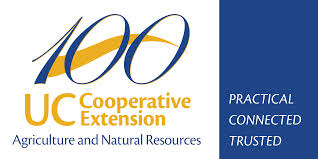 100
UC Cooperative
Extension
Agriculture and Natural Resources
PRACTICAL
CONNECTED
TRUSTED